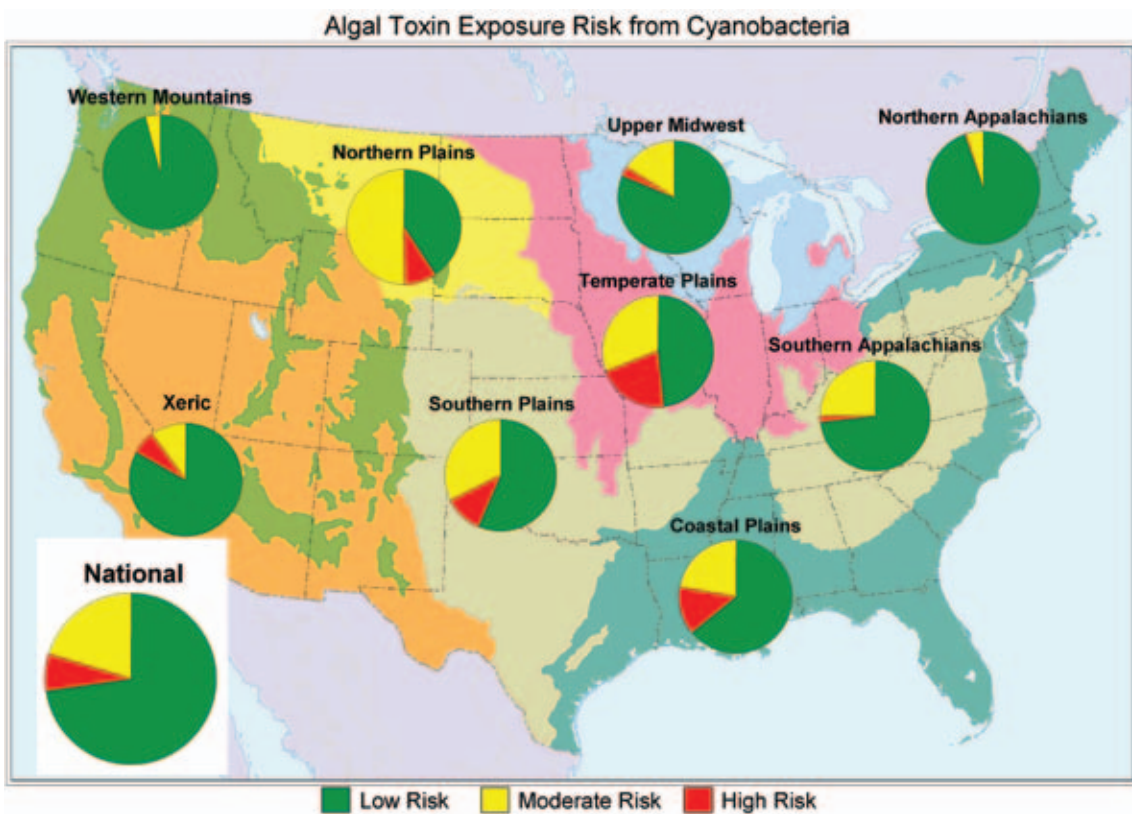 Algal Toxin Exposure Risk from Cyanobacteria
Western Mountains
Northern Plains
Upper Midwest
Northern Appalachians
Temperate Plains
Southern Appalachians
Xeric
Southern Plains
Coastal Plains
National
Low Risk
Moderate Risk
High Risk